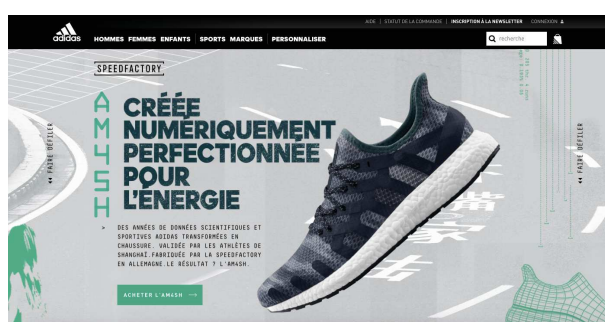 AIDE | STATUT DE LA COMMANDE | INSCRIPTION À LA NEWSLETTER CONNEXION
adidas HOMMES FEMMES ENFANTS | SPORTS MARQUES | PERSONNALISER recherche
SPEEDFACTORY
AM4SH
CRÉÉE
NUMÉRIQUEMENT
PERFECTIONNÉE
POUR
L'ÉNERGIE
> DES ANNÉES DE DONNÉES SCIENTIFIQUES ET
SPORTIVES ADIDAS TRANSFORMÉES EN
CHAUSSURE. VALIDÉE PAR LES ATHLÈTES DE
SHANGHAÏ.FABRIQUÉE PAR LA SPEEDFACTORY
EN ALLEMAGNE.LE RÉSULTAT ? L'AM4SH.
ACHETER L'AM4SH →
FAIRE DÉFILER
FAIRE DÉFILER